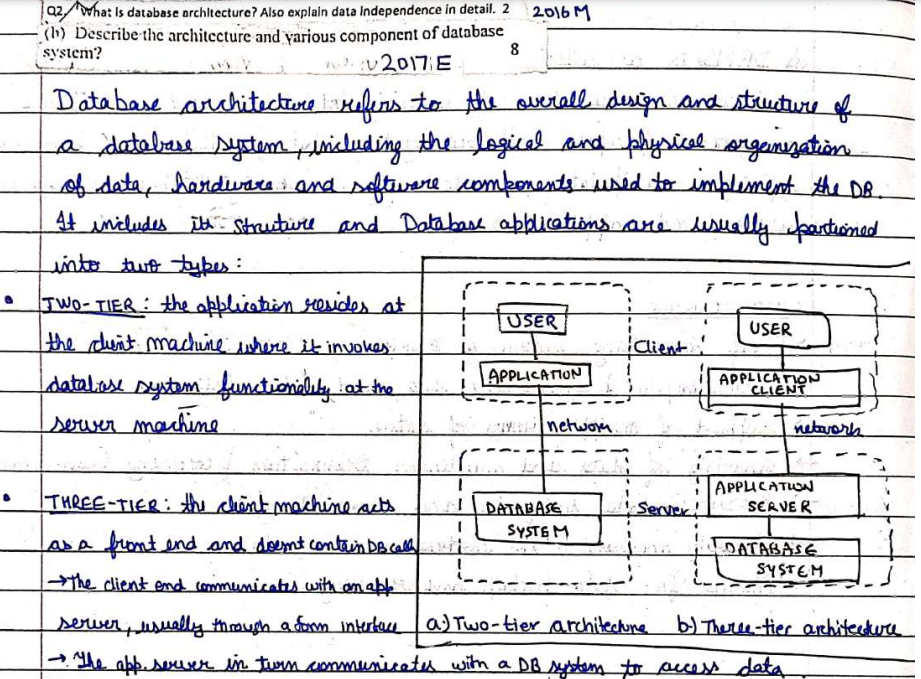 Q2. What is database architecture? Also explain data independence in detail. 2 2016 M
(b) Describe the architecture and various component of database
system? 8
2017 E
Database architecture refers to the overall design and structure of
a database system, including the logical and physical organization
of data, hardware and software components used to implement the DB.
It includes its structure and Database applications are usually partioned
into two types :
• TWO-TIER : the application resides at
the client machine where it invokes
database system functionality at the
server machine
• THREE-TIER : the client machine acts
as a front end and doesn't contain DB call
→ The client end communicates with an app
server, usually through a form interface
→ The app. server in turn communicates with a DB system to access data
USER
APPLICATION
network
DATABASE
SYSTEM
Client
Server
USER
APPLICATION
CLIENT
network
APPLICATION
SERVER
DATABASE
SYSTEM
a.) Two-tier architecture b.) Theree-tier architecture